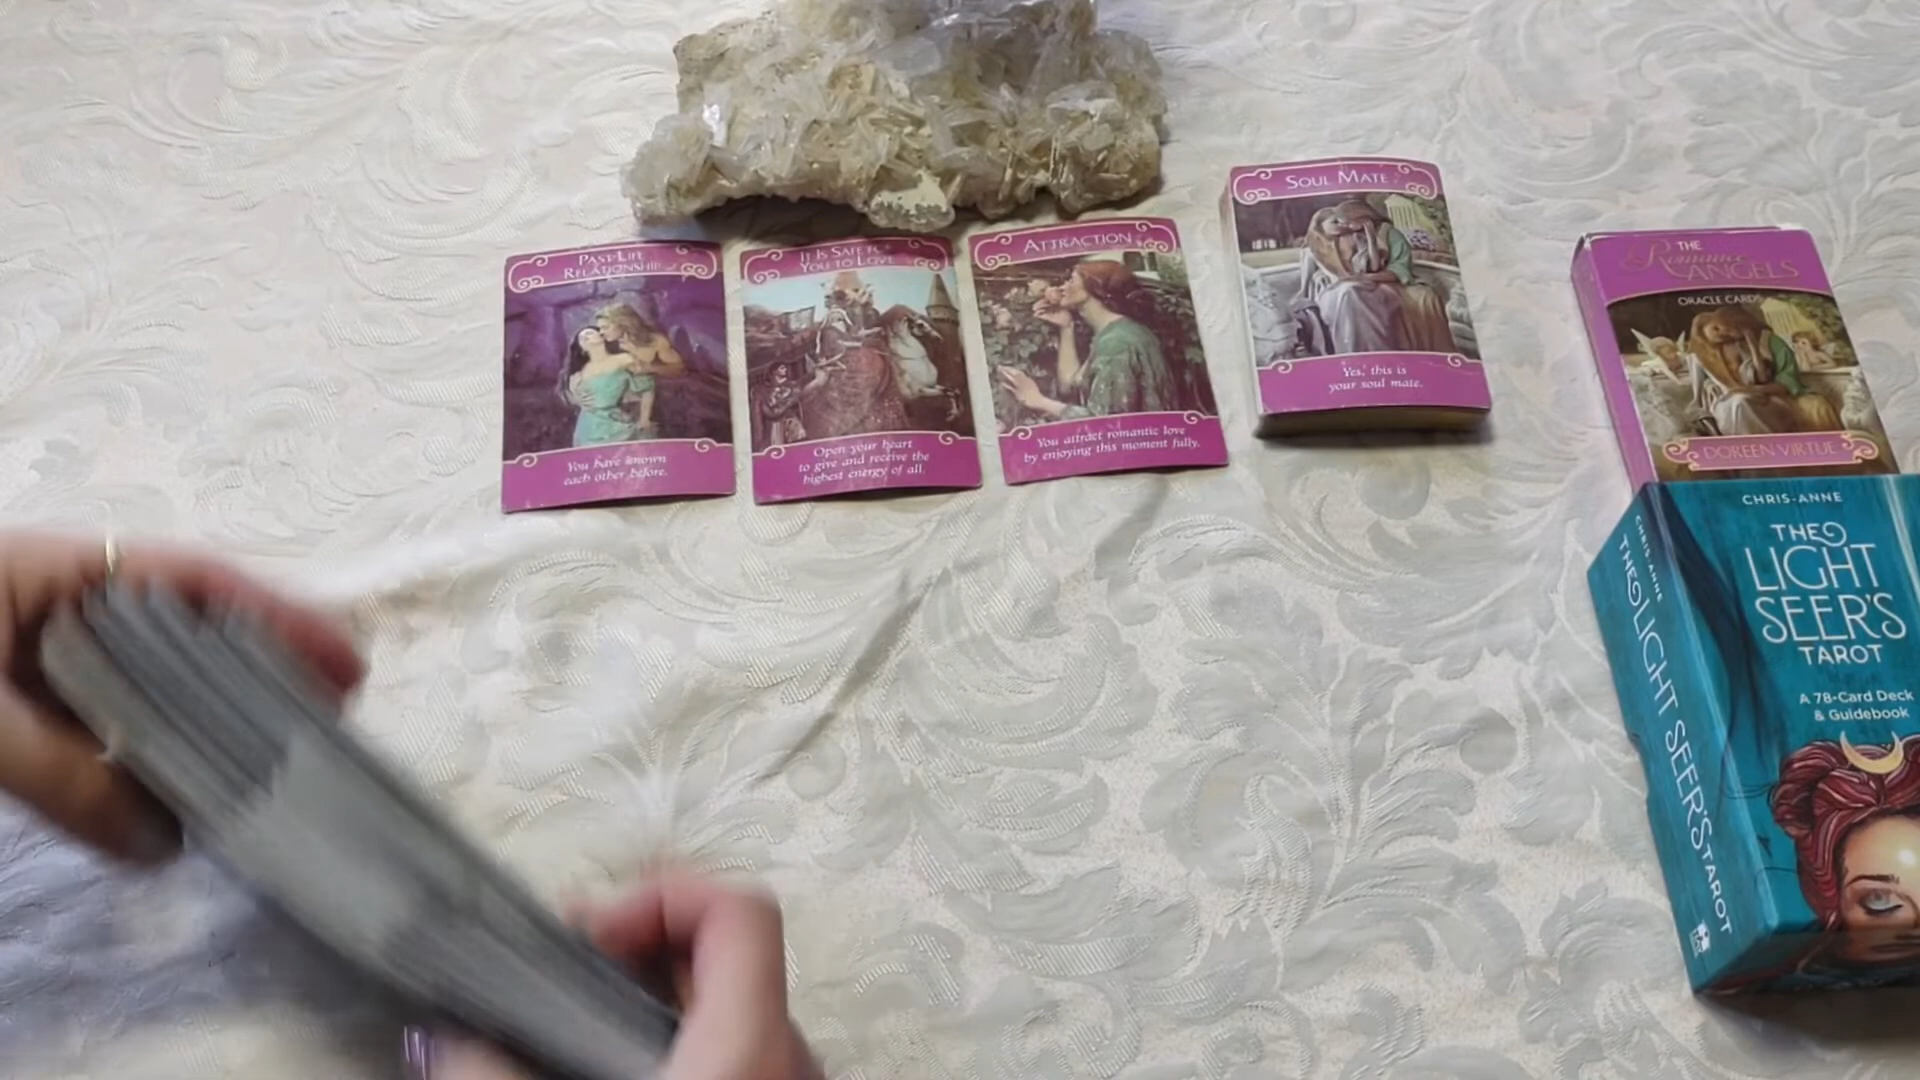 PAST-LIFE
RELATIONSHIP
You have known
each other before.
IT IS SAFE FOR
YOU TO LOVE
Open your heart
to give and receive the
highest energy of all.
ATTRACTION
You attract romantic love
by enjoying this moment fully.
SOUL MATE
Yes, this is
your soul mate.
THE
Romance
ANGELS
ORACLE CARDS
DOREEN VIRTUE
CHRIS-ANNE
THE
LIGHT
SEER'S
TAROT
A 78-Card Deck
& Guidebook
CHRIS-ANNE
THE LIGHT SEER'S TAROT